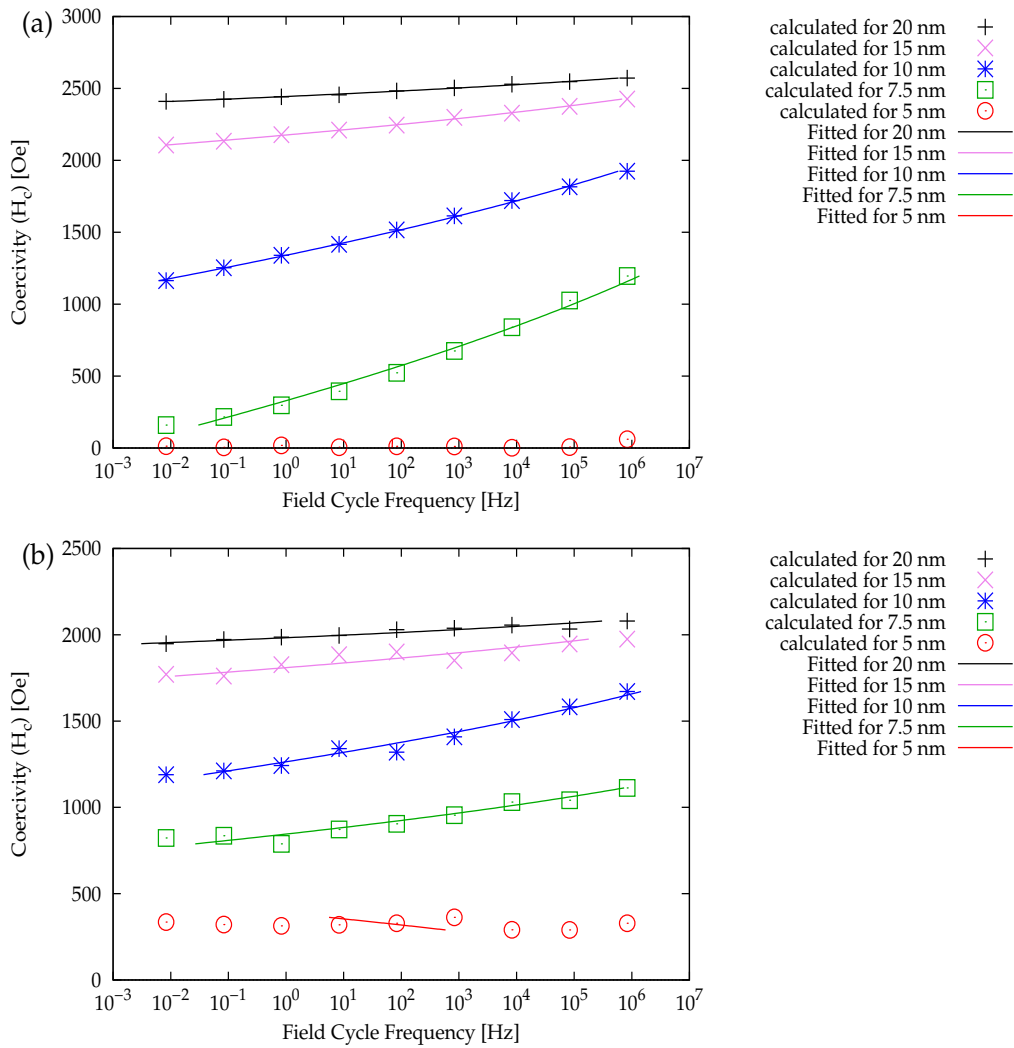 (a)
3000
2500
2000
1500
1000
500
0
Coercivity (H_c) [Oe]
10^-3 10^-2 10^-1 10^0 10^1 10^2 10^3 10^4 10^5 10^6 10^7
Field Cycle Frequency [Hz]
calculated for 20 nm
calculated for 15 nm
calculated for 10 nm
calculated for 7.5 nm
calculated for 5 nm
Fitted for 20 nm
Fitted for 15 nm
Fitted for 10 nm
Fitted for 7.5 nm
Fitted for 5 nm
(b)
2500
2000
1500
1000
500
0
Coercivity (H_c) [Oe]
10^-3 10^-2 10^-1 10^0 10^1 10^2 10^3 10^4 10^5 10^6 10^7
Field Cycle Frequency [Hz]
calculated for 20 nm
calculated for 15 nm
calculated for 10 nm
calculated for 7.5 nm
calculated for 5 nm
Fitted for 20 nm
Fitted for 15 nm
Fitted for 10 nm
Fitted for 7.5 nm
Fitted for 5 nm